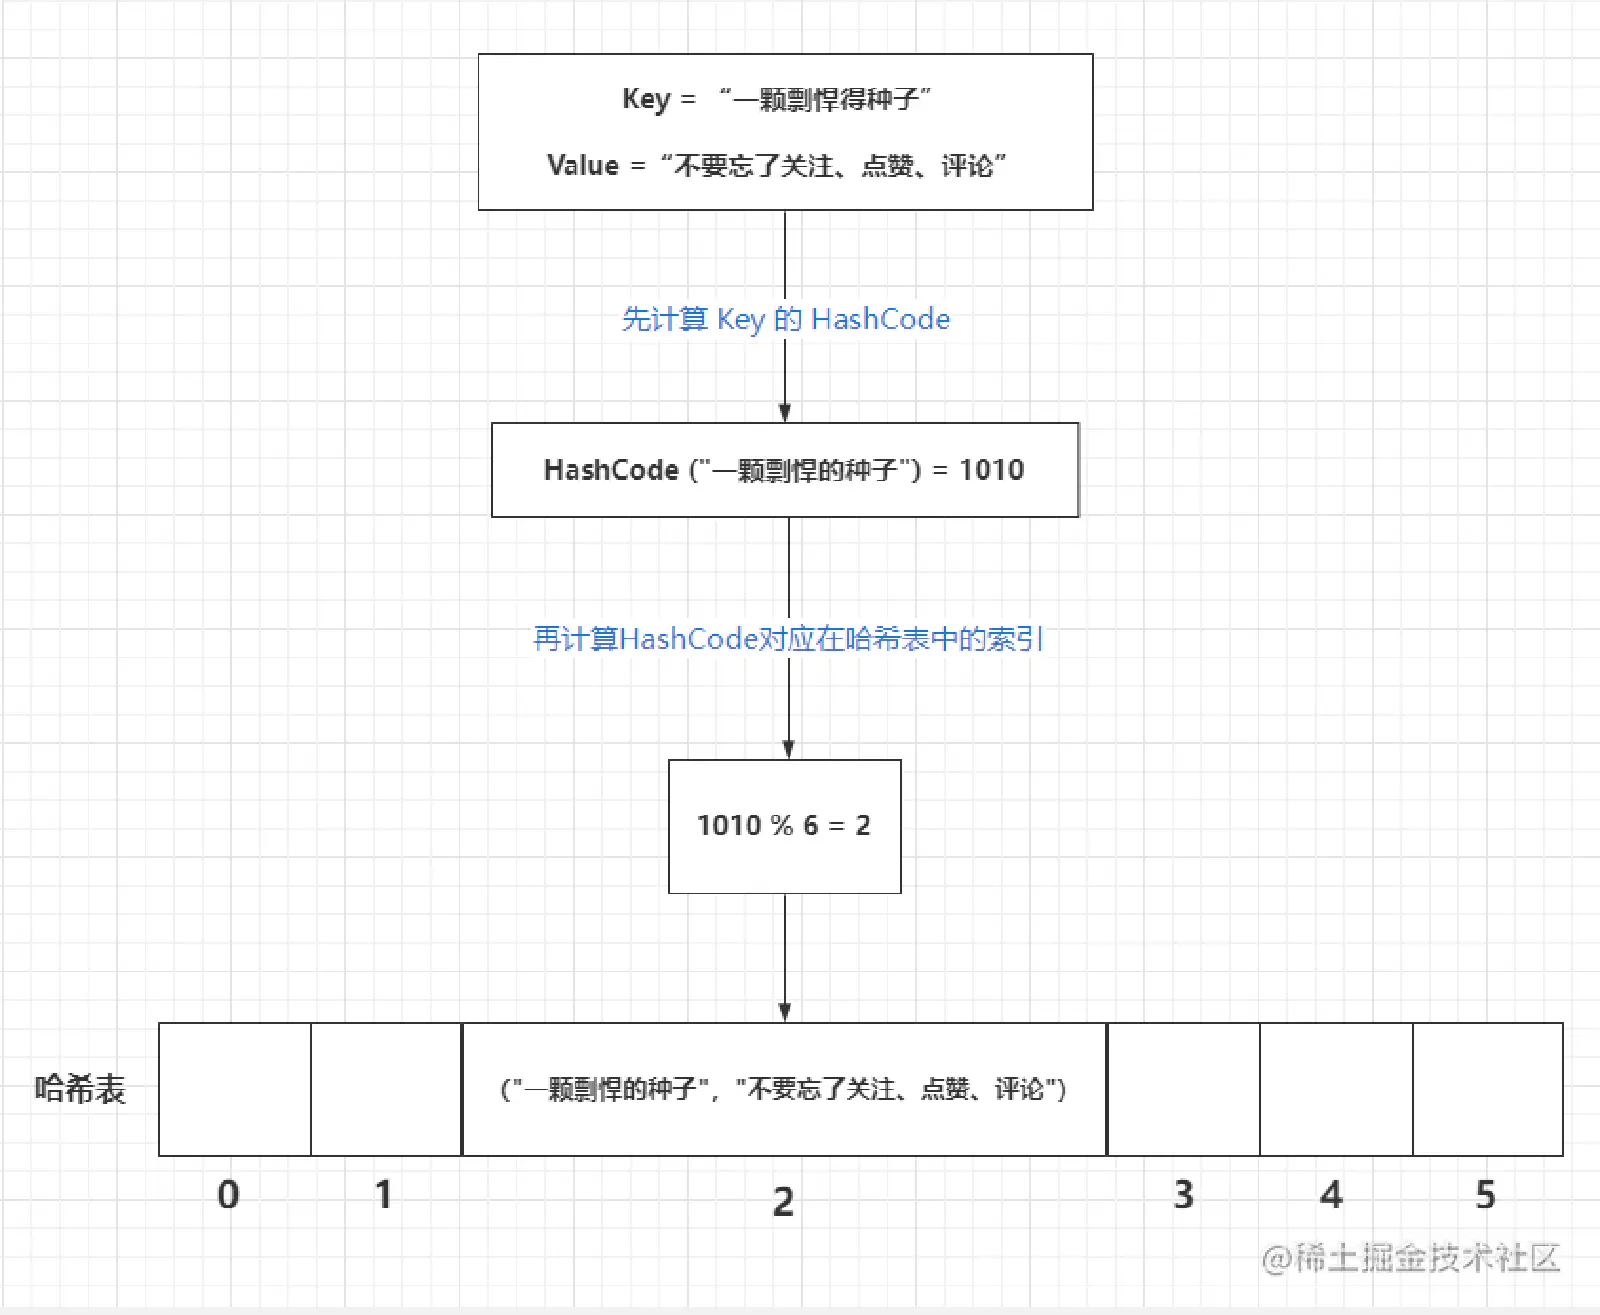 Key = “一颗剽悍得种子”
Value = “不要忘了关注、点赞、评论”
先计算 Key 的 HashCode
HashCode ("一颗剽悍的种子") = 1010
再计算HashCode对应在哈希表中的索引
1010 % 6 = 2
哈希表
("一颗剽悍的种子", "不要忘了关注、点赞、评论")
0 1 2 3 4 5
@稀土掘金技术社区